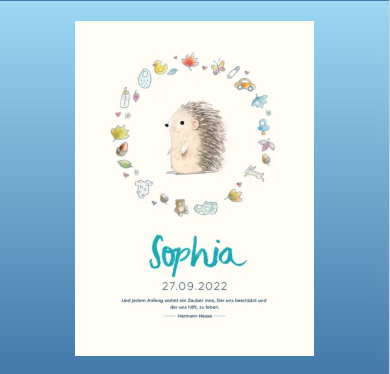 Sophia
27.09.2022
Und jedem Anfang wohnt ein Zauber inne, Der uns beschützt und
der uns hilft, zu leben.
Hermann Hesse